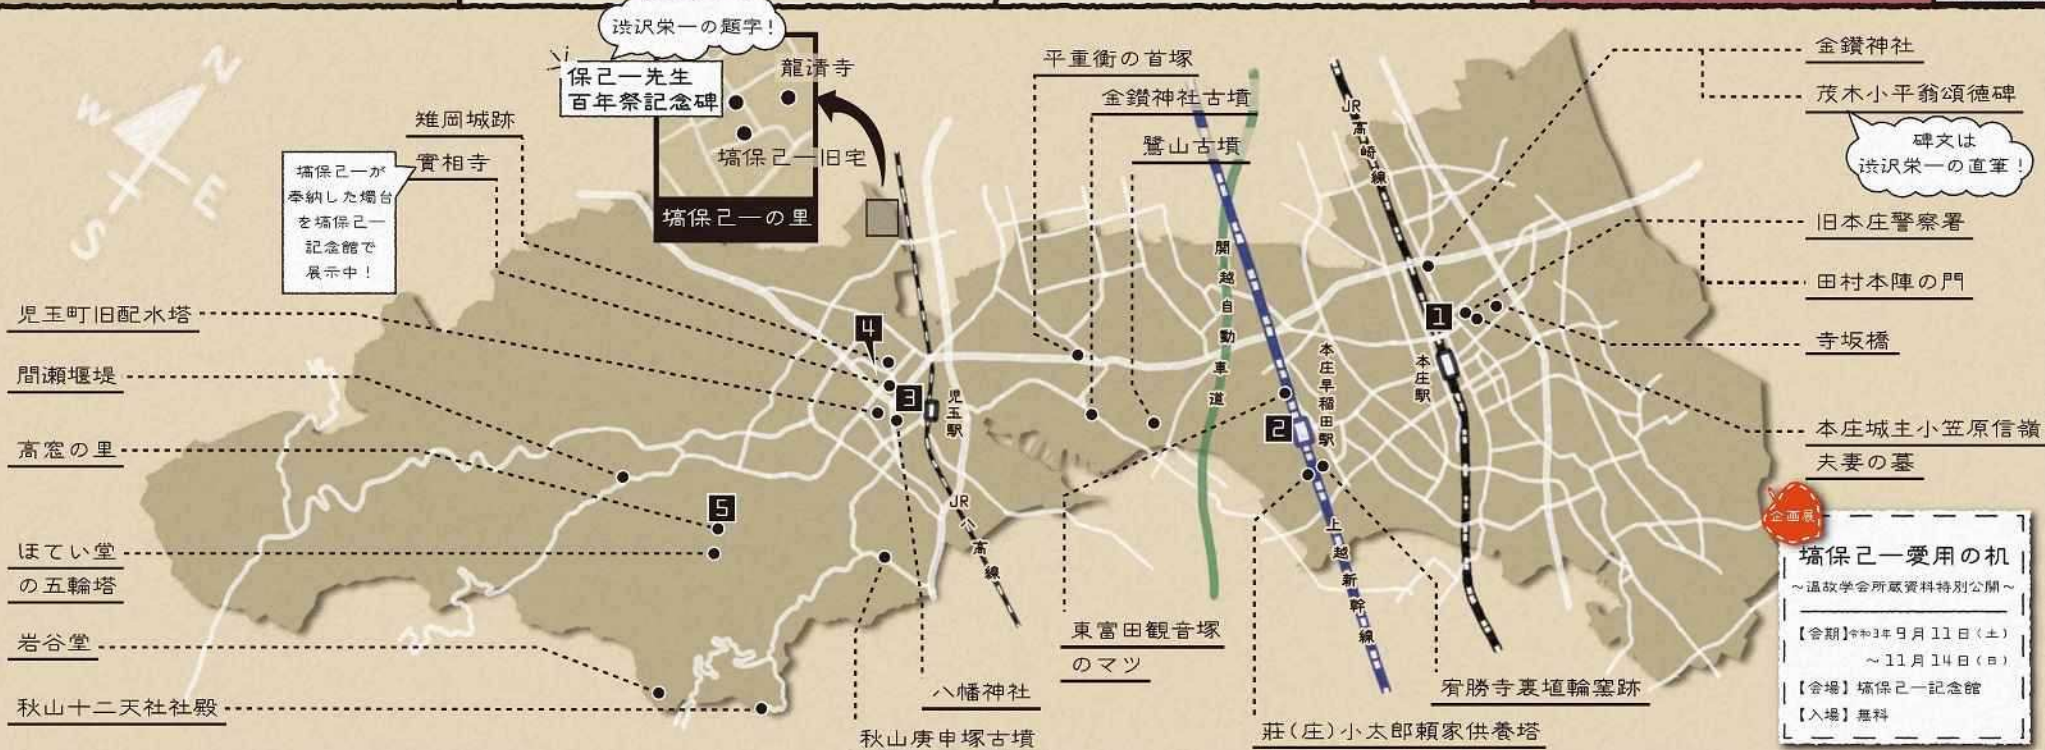 渋沢栄一の題字！
保己一先生
百年祭記念碑
龍清寺
塙保己一旧宅
塙保己一の里
N
W
E
S
雉岡城跡
實相寺
塙保己一が
奉納した燭台
を塙保己一
記念館で
展示中！
児玉町旧配水塔
間瀬堰堤
高窓の里
ほてい堂
の五輪塔
岩谷堂
秋山十二天社社殿
平重衡の首塚
金鑚神社古墳
鷺山古墳
JR高崎線
関越自動車道
本庄早稲田駅
本庄駅
児玉駅
JR八高線
上越新幹線
1
2
3
4
5
金鑚神社
茂木小平翁頌徳碑
碑文は
渋沢栄一の直筆！
旧本庄警察署
田村本陣の門
寺坂橋
本庄城主小笠原信嶺
夫妻の墓
八幡神社
秋山庚申塚古墳
東富田観音塚
のマツ
宥勝寺裏埴輪窯跡
荘(庄)小太郎頼家供養塔
企画展
塙保己一愛用の机
～温故学会所蔵資料特別公開～
【会期】令和3年9月11日(土)
～11月14日(日)
【会場】塙保己一記念館
【入場】無料